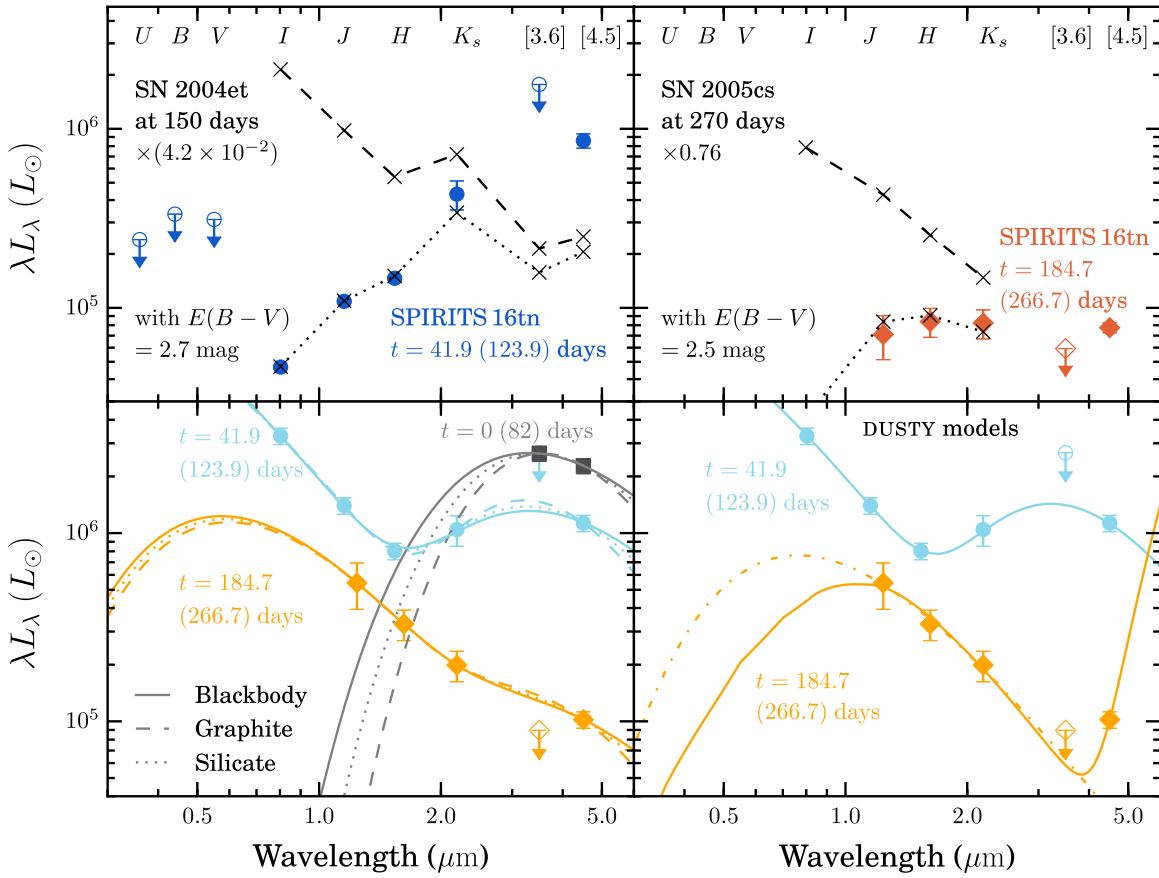 U B V I J H Kₛ [3.6] [4.5]
SN 2004et
at 150 days
×(4.2 × 10⁻²)
with E(B − V)
= 2.7 mag
SPIRITS 16tn
t = 41.9 (123.9) days
10⁶
10⁵
λL_λ (L_⊙)
U B V I J H Kₛ [3.6] [4.5]
SN 2005cs
at 270 days
×0.76
SPIRITS 16tn
t = 184.7
(266.7) days
with E(B − V)
= 2.5 mag
t = 41.9
(123.9) days
t = 0 (82) days
t = 184.7
(266.7) days
Blackbody
Graphite
Silicate
10⁶
10⁵
λL_λ (L_⊙)
0.5 1.0 2.0 5.0
Wavelength (μm)
DUSTY models
t = 41.9
(123.9) days
t = 184.7
(266.7) days
0.5 1.0 2.0 5.0
Wavelength (μm)